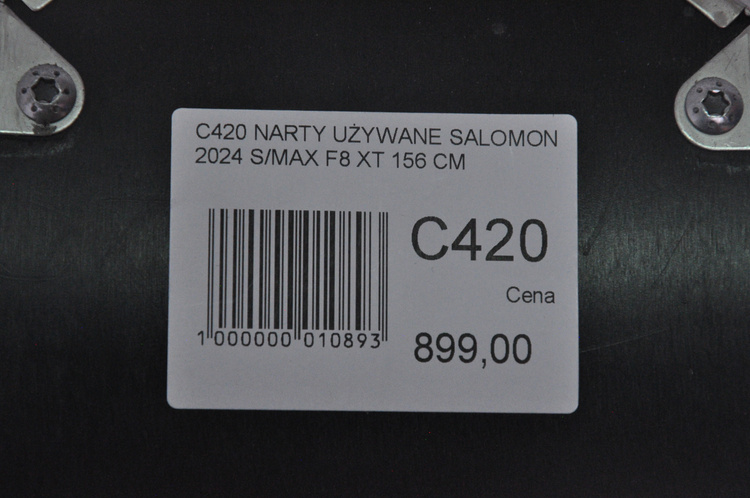 C420 NARTY UŻYWANE SALOMON
2024 S/MAX F8 XT 156 CM
C420
Cena
899,00
1 000000 010893